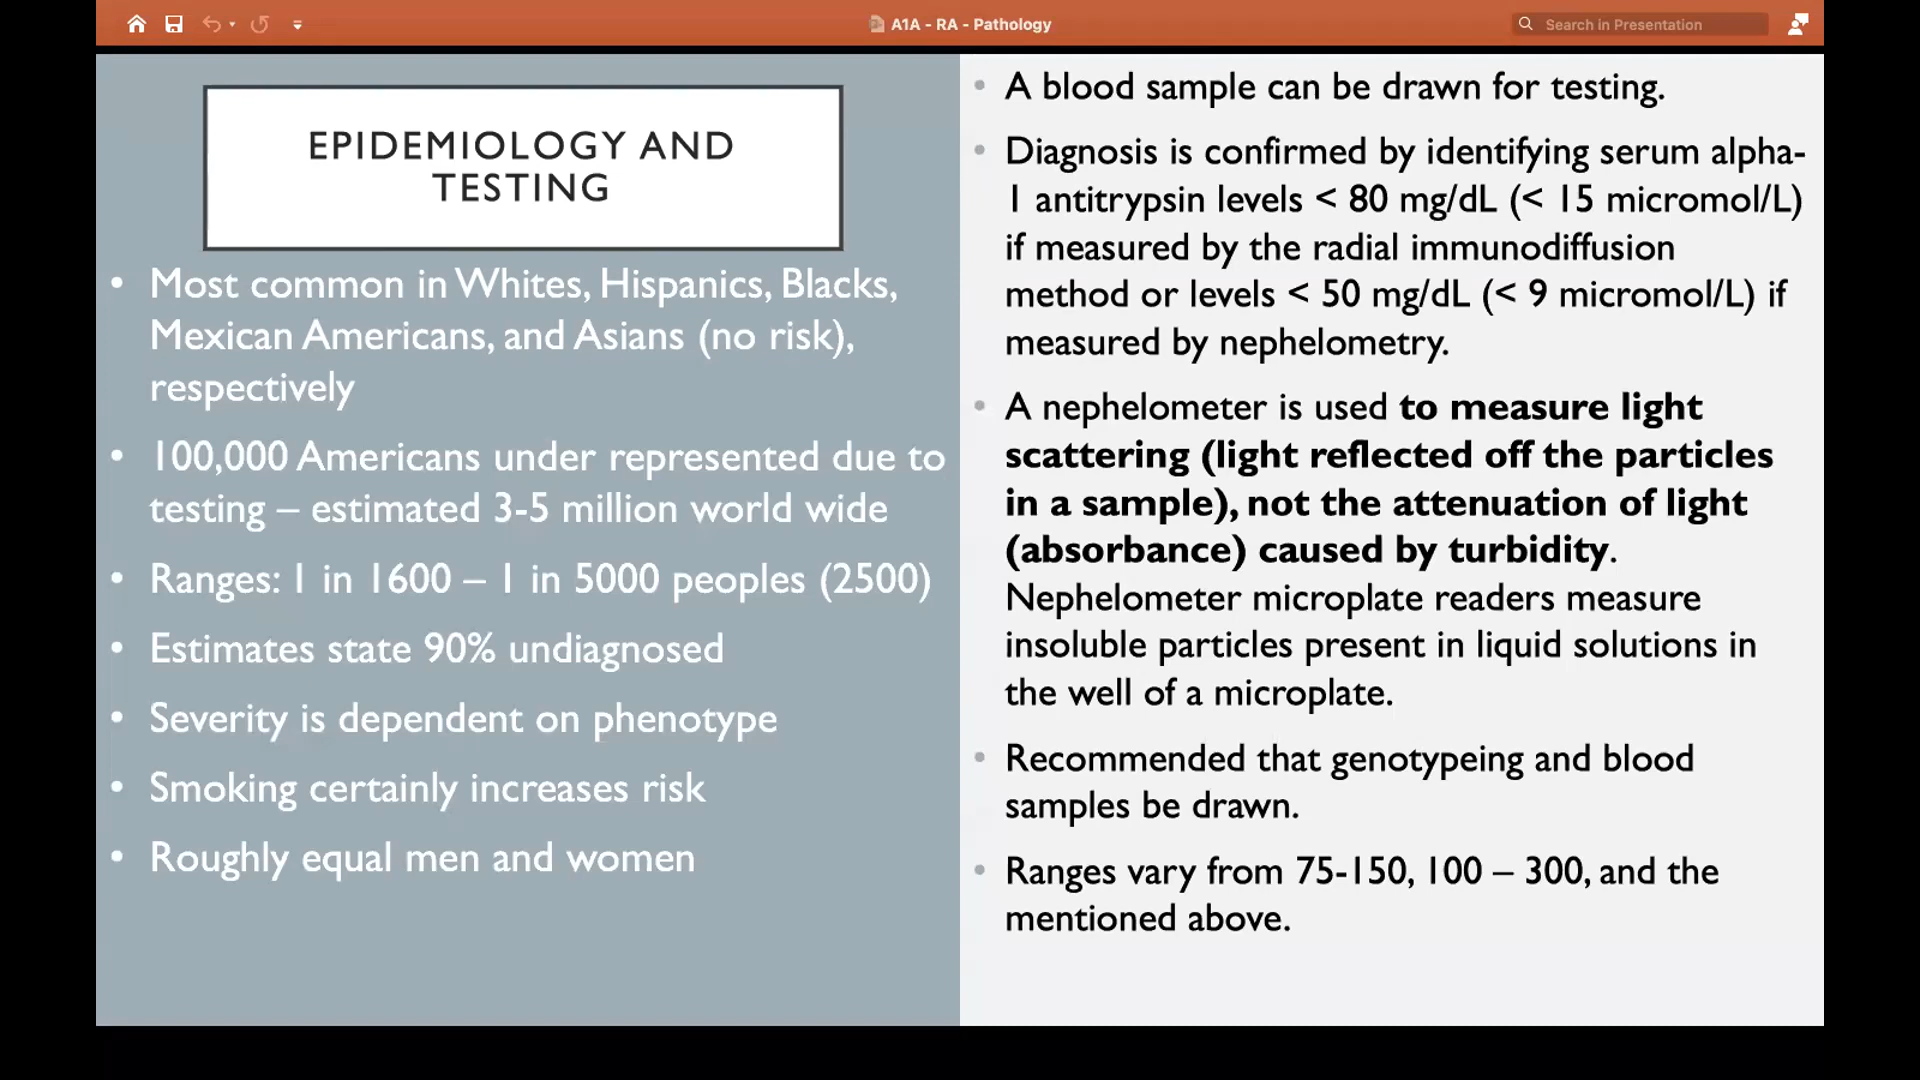 A1A - RA - Pathology
Search in Presentation
EPIDEMIOLOGY AND
TESTING
• Most common in Whites, Hispanics, Blacks,
Mexican Americans, and Asians (no risk),
respectively
• 100,000 Americans under represented due to
testing – estimated 3-5 million world wide
• Ranges: 1 in 1600 – 1 in 5000 peoples (2500)
• Estimates state 90% undiagnosed
• Severity is dependent on phenotype
• Smoking certainly increases risk
• Roughly equal men and women
• A blood sample can be drawn for testing.
• Diagnosis is confirmed by identifying serum alpha-
1 antitrypsin levels < 80 mg/dL (< 15 micromol/L)
if measured by the radial immunodiffusion
method or levels < 50 mg/dL (< 9 micromol/L) if
measured by nephelometry.
• A nephelometer is used to measure light
scattering (light reflected off the particles
in a sample), not the attenuation of light
(absorbance) caused by turbidity.
Nephelometer microplate readers measure
insoluble particles present in liquid solutions in
the well of a microplate.
• Recommended that genotypeing and blood
samples be drawn.
• Ranges vary from 75-150, 100 – 300, and the
mentioned above.